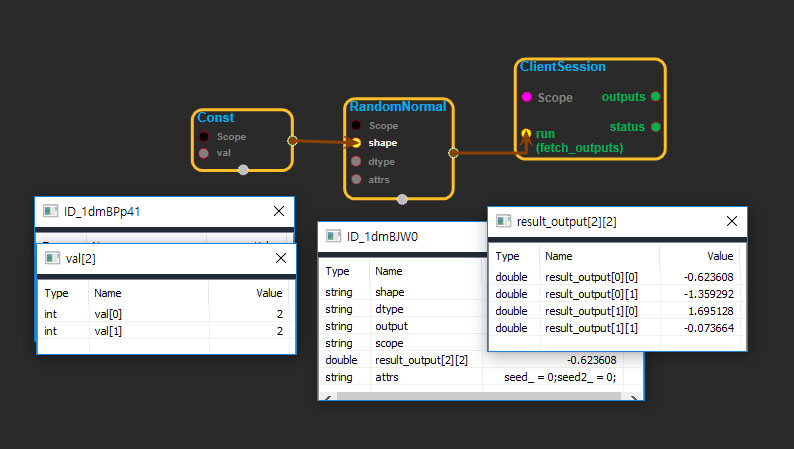 ClientSession
Scope
outputs
status
run
(fetch_outputs)
RandomNormal
Scope
shape
dtype
attrs
Const
Scope
val
ID_1dmBPp41
val[2]
Type Name Value
int val[0] 2
int val[1] 2
ID_1dmBJW0
Type Name
string shape
string dtype
string output
string scope
double result_output[2][2] -0.623608
string attrs seed_ = 0;seed2_ = 0;
result_output[2][2]
Type Name Value
double result_output[0][0] -0.623608
double result_output[0][1] -1.359292
double result_output[1][0] 1.695128
double result_output[1][1] -0.073664